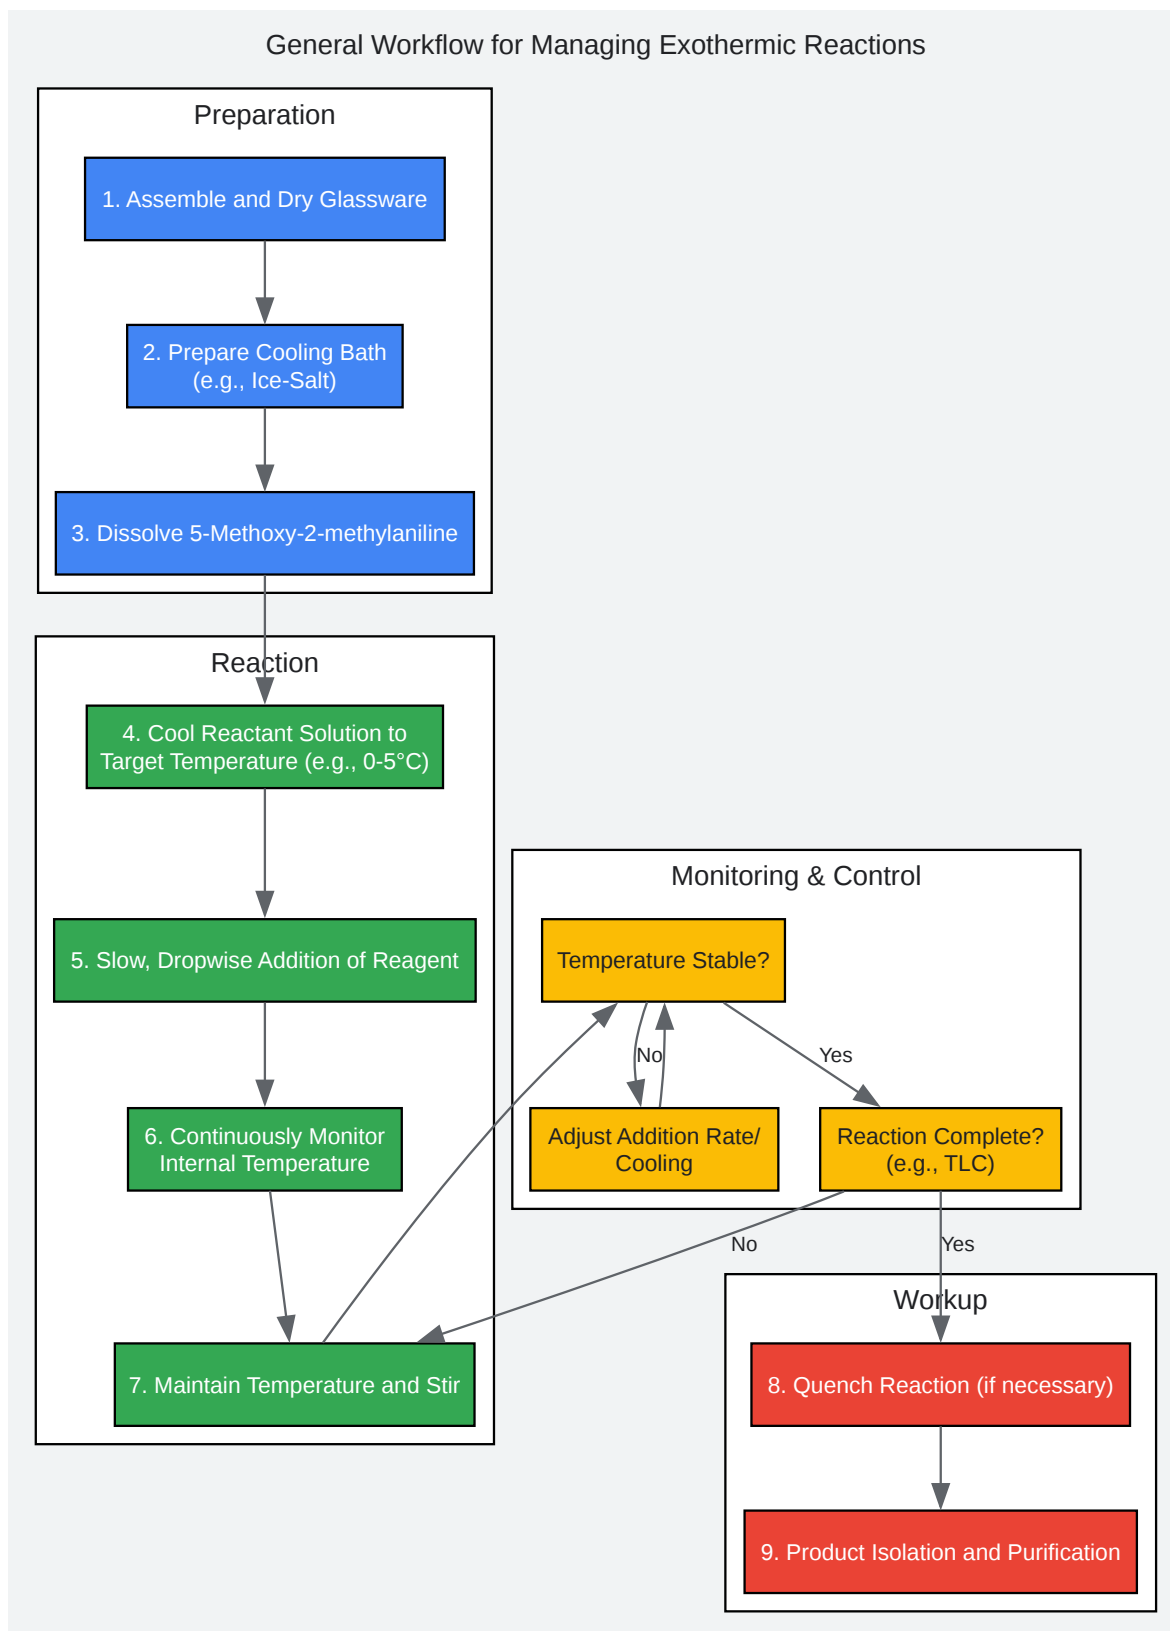 General Workflow for Managing Exothermic Reactions
Preparation
1. Assemble and Dry Glassware
2. Prepare Cooling Bath
(e.g., Ice-Salt)
3. Dissolve 5-Methoxy-2-methylaniline
Reaction
4. Cool Reactant Solution to
Target Temperature (e.g., 0-5°C)
5. Slow, Dropwise Addition of Reagent
6. Continuously Monitor
Internal Temperature
7. Maintain Temperature and Stir
Monitoring & Control
Temperature Stable?
No
Yes
Adjust Addition Rate/
Cooling
Reaction Complete?
(e.g., TLC)
No
Yes
Workup
8. Quench Reaction (if necessary)
9. Product Isolation and Purification